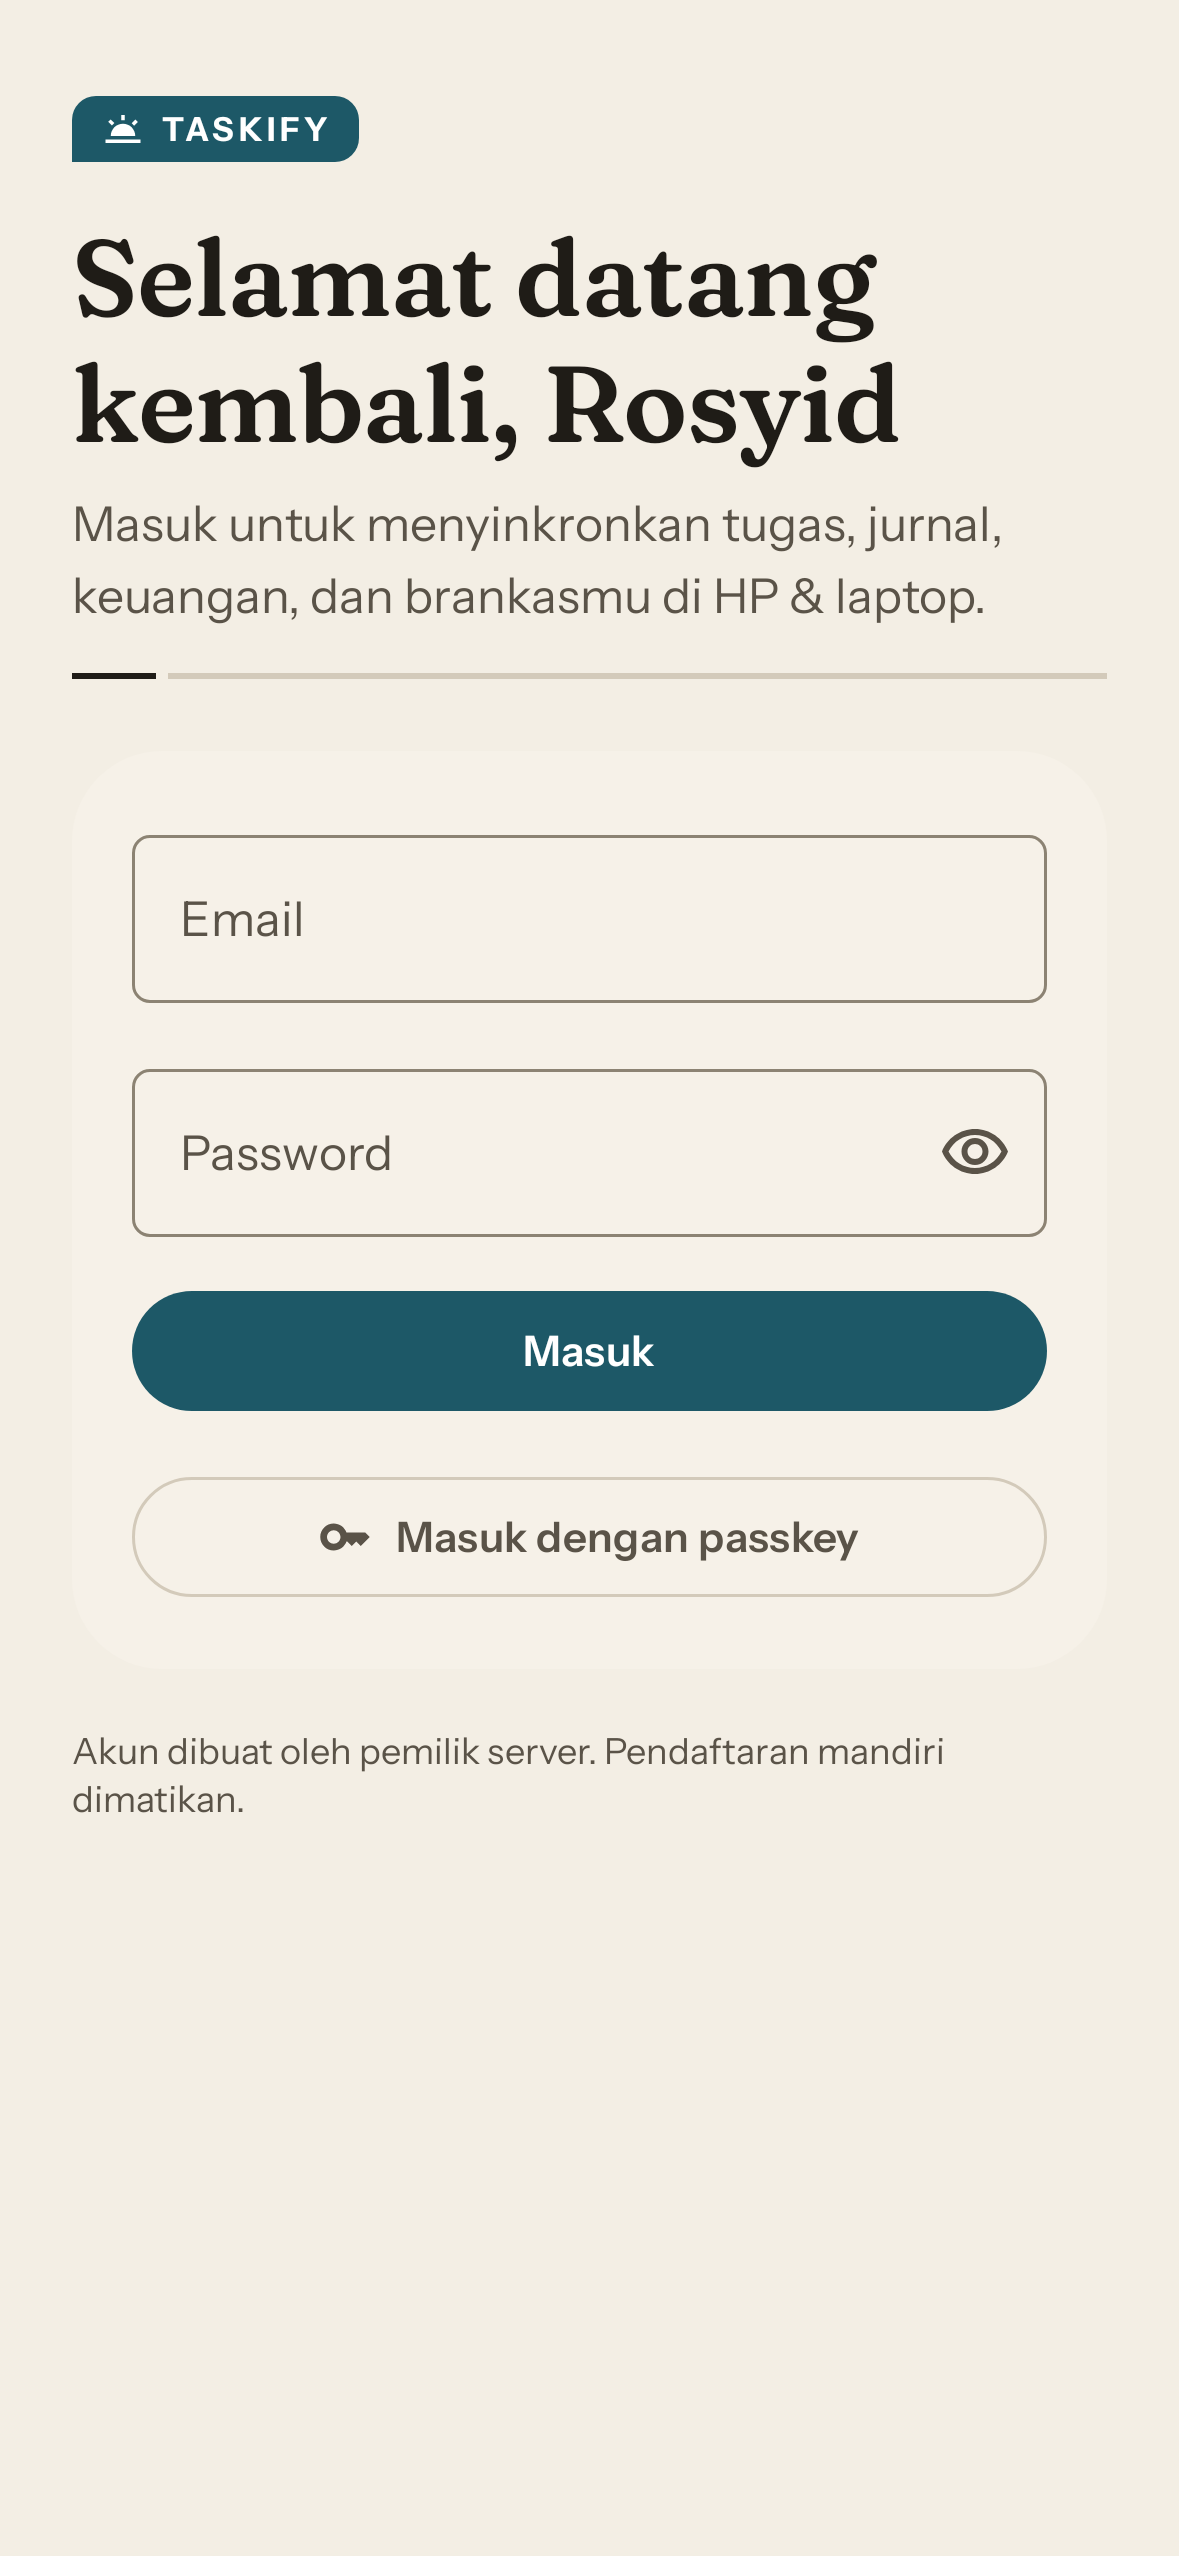 TASKIFY
Selamat datang
kembali, Rosyid
Masuk untuk menyinkronkan tugas, jurnal,
keuangan, dan brankasmu di HP & laptop.
Email
Password
Masuk
Masuk dengan passkey
Akun dibuat oleh pemilik server. Pendaftaran mandiri
dimatikan.